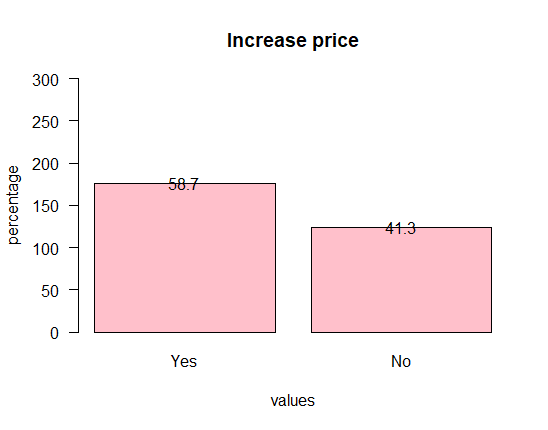 Increase price
300
250
200
150
100
50
0
percentage
58.7
41.3
Yes No
values